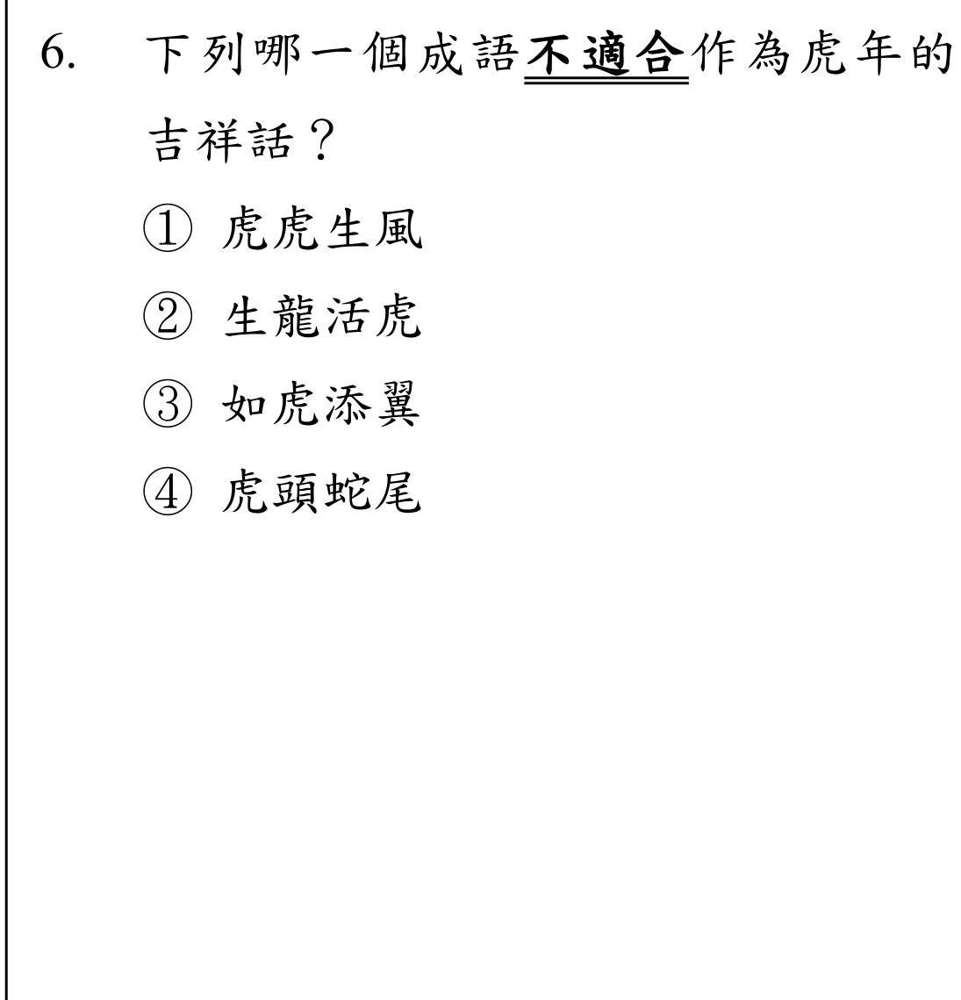 6. 下列哪一個成語不適合作為虎年的
吉祥話？
① 虎虎生風
② 生龍活虎
③ 如虎添翼
④ 虎頭蛇尾